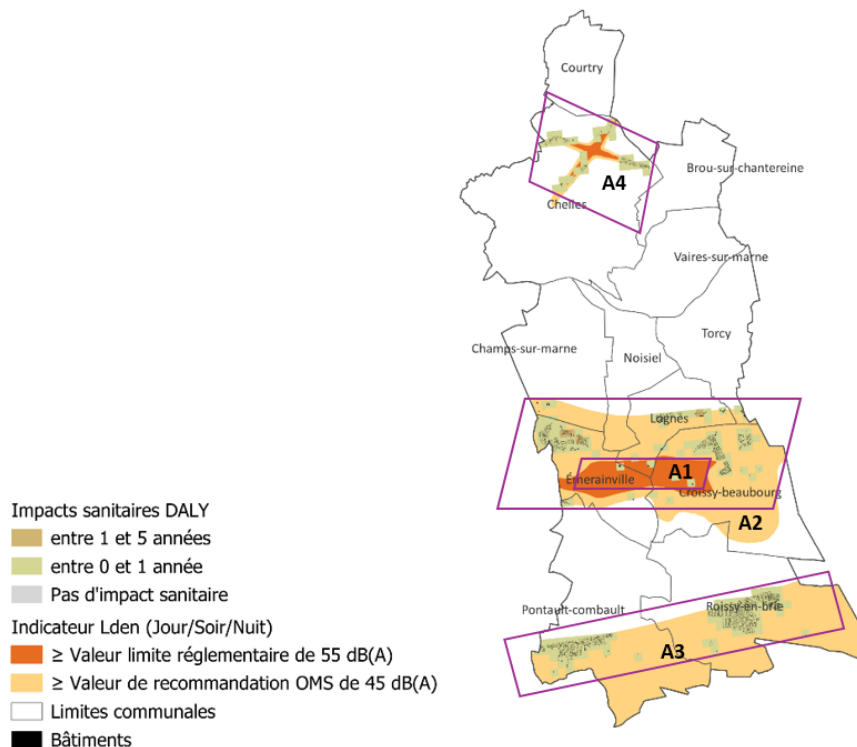 Courtry
Brou-sur-chantereine
A4
Chelles
Vaires-sur-marne
Torcy
Champs-sur-marne
Noisiel
Lognes
A1
Émerainville
Croissy-beaubourg
A2
Pontault-combault
Roissy-en-brie
A3
Impacts sanitaires DALY
entre 1 et 5 années
entre 0 et 1 année
Pas d'impact sanitaire
Indicateur Lden (Jour/Soir/Nuit)
≥ Valeur limite réglementaire de 55 dB(A)
≥ Valeur de recommandation OMS de 45 dB(A)
Limites communales
Bâtiments